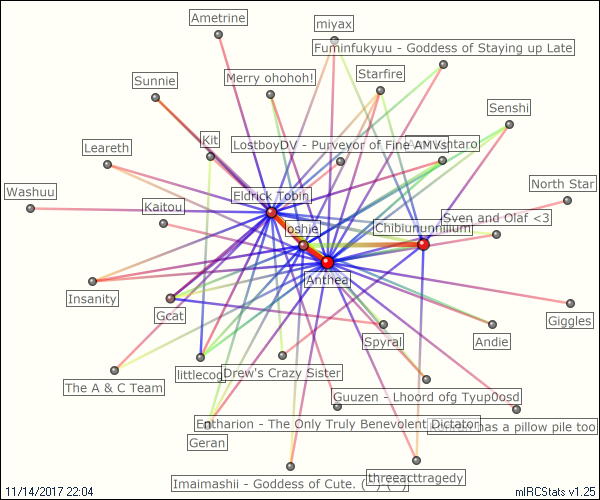 Ametrine
miyax
Fuminfukyuu - Goddess of Staying up Late
Starfire
Merry ohohoh!
Sunnie
Senshi
Kit
LostboyDV - Purveyor of Fine AMVs
ntaro
Leareth
Washuu
Eldrick Tobin
North Star
Kaitou
Sven and Olaf <3
oshie
Chibiununnilium
Anthea
Insanity
Gcat
Giggles
Spyral
Andie
The A & C Team
littlecog
Drew's Crazy Sister
Guuzen - Lhoord ofg Tyup0osd
Entharion - The Only Truly Benevolent Dictator
has a pillow pile too
Geran
Imaimashii - Goddess of Cute.
threeacttragedy
11/14/2017 22:04
mIRCStats v1.25